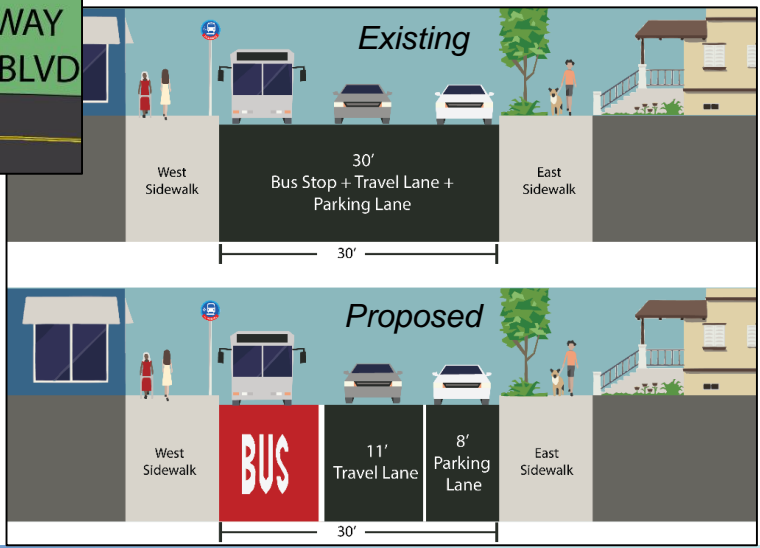 WAY
BLVD
Existing
West
Sidewalk
30’
Bus Stop + Travel Lane +
Parking Lane
East
Sidewalk
30’
Proposed
West
Sidewalk
BUS
11’
Travel Lane
8’
Parking
Lane
East
Sidewalk
30’